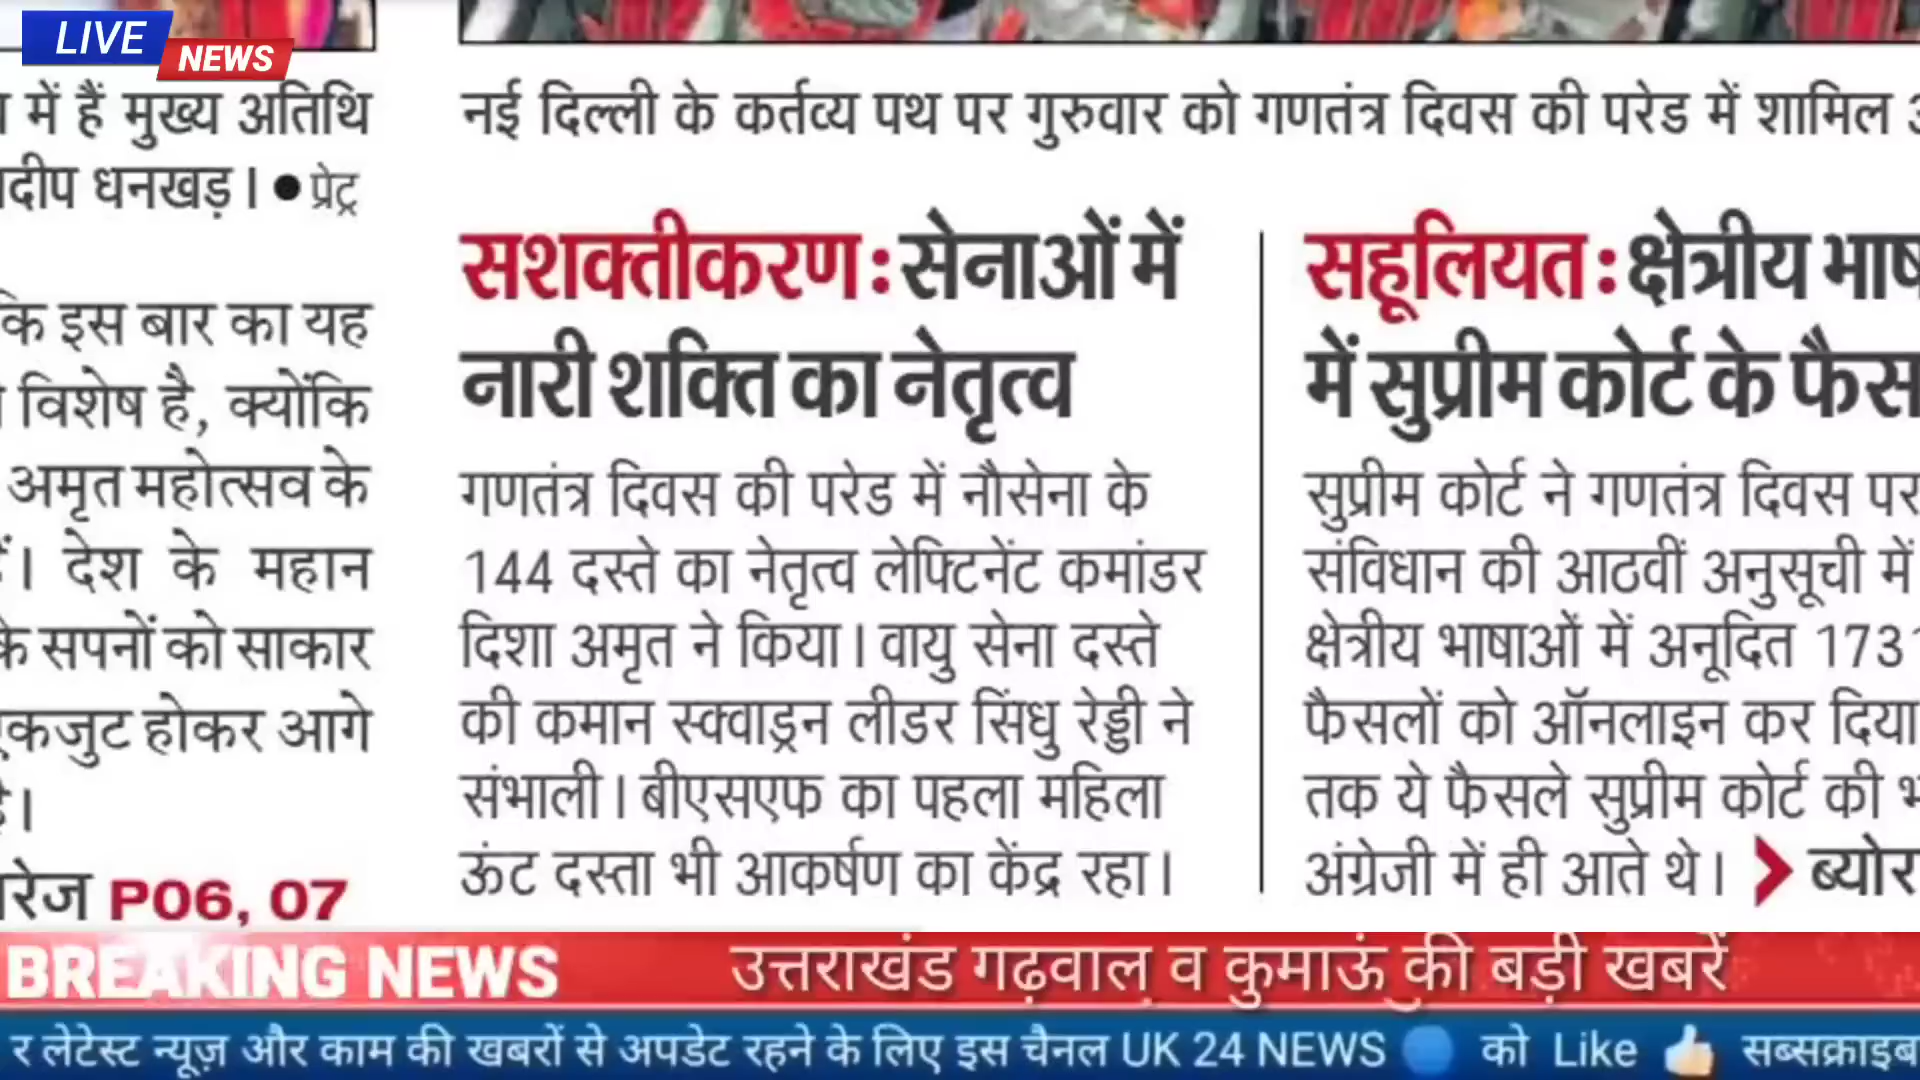 LIVE
NEWS
में हैं मुख्य अतिथि
धनखड़। ● प्रेट्र
कि इस बार का यह
विशेष है, क्योंकि
अमृत महोत्सव के
देश के महान
के सपनों को साकार
एकजुट होकर आगे
P06, 07
नई दिल्ली के कर्तव्य पथ पर गुरुवार को गणतंत्र दिवस की परेड में शामिल
सशक्तीकरण : सेनाओं में
नारी शक्ति का नेतृत्व
गणतंत्र दिवस की परेड में नौसेना के
144 दस्ते का नेतृत्व लेफ्टिनेंट कमांडर
दिशा अमृत ने किया। वायु सेना दस्ते
की कमान स्क्वाड्रन लीडर सिंधु रेड्डी ने
संभाली। बीएसएफ का पहला महिला
ऊंट दस्ता भी आकर्षण का केंद्र रहा।
सहूलियत : क्षेत्रीय
में सुप्रीम कोर्ट के
सुप्रीम कोर्ट ने गणतंत्र दिवस पर
संविधान की आठवीं अनुसूची में
क्षेत्रीय भाषाओं में अनूदित
फैसलों को ऑनलाइन कर दिया
तक ये फैसले सुप्रीम कोर्ट की
अंग्रेजी में ही आते थे।
BREAKING NEWS उत्तराखंड गढ़वाल व कुमाऊं की बड़ी खबरें
लेटेस्ट न्यूज़ और काम की खबरों से अपडेट रहने के लिए इस चैनल UK 24 NEWS 🔵 को Like 👍 सब्सक्राइब